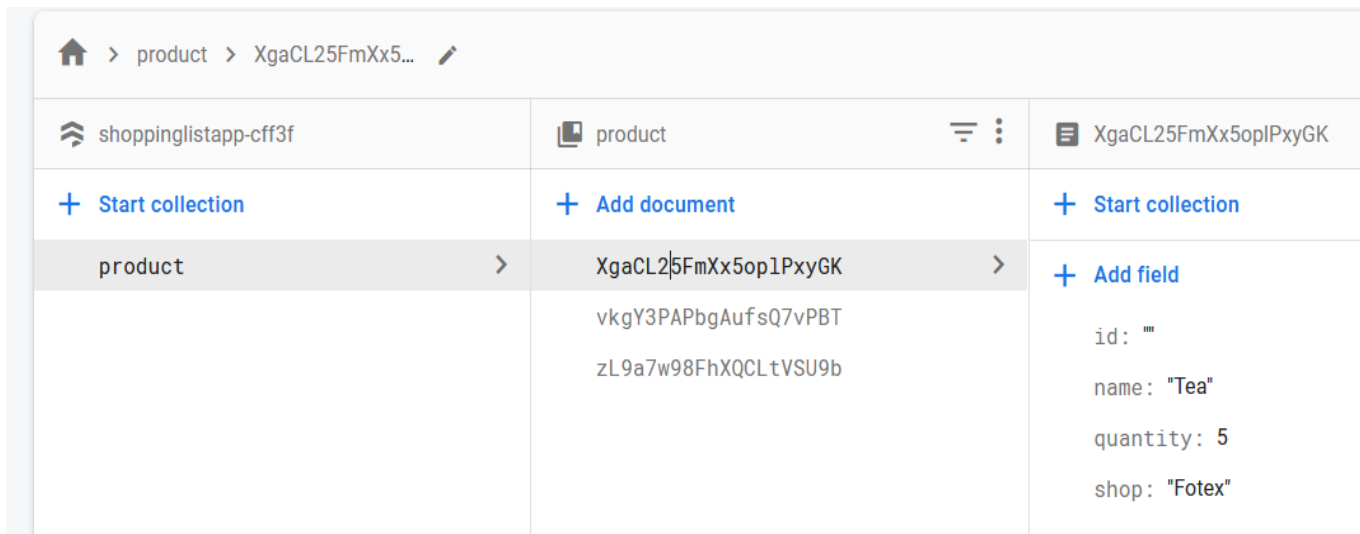 product XgaCL25FmXx5...
shoppinglistapp-cff3f
Start collection
product
product
Add document
XgaCL25FmXx5oplPxyGK
vkgY3PAPbgAufsQ7vPBT
zL9a7w98FhXQCLtVSU9b
XgaCL25FmXx5oplPxyGK
Start collection
Add field
id: ""
name: "Tea"
quantity: 5
shop: "Fotex"